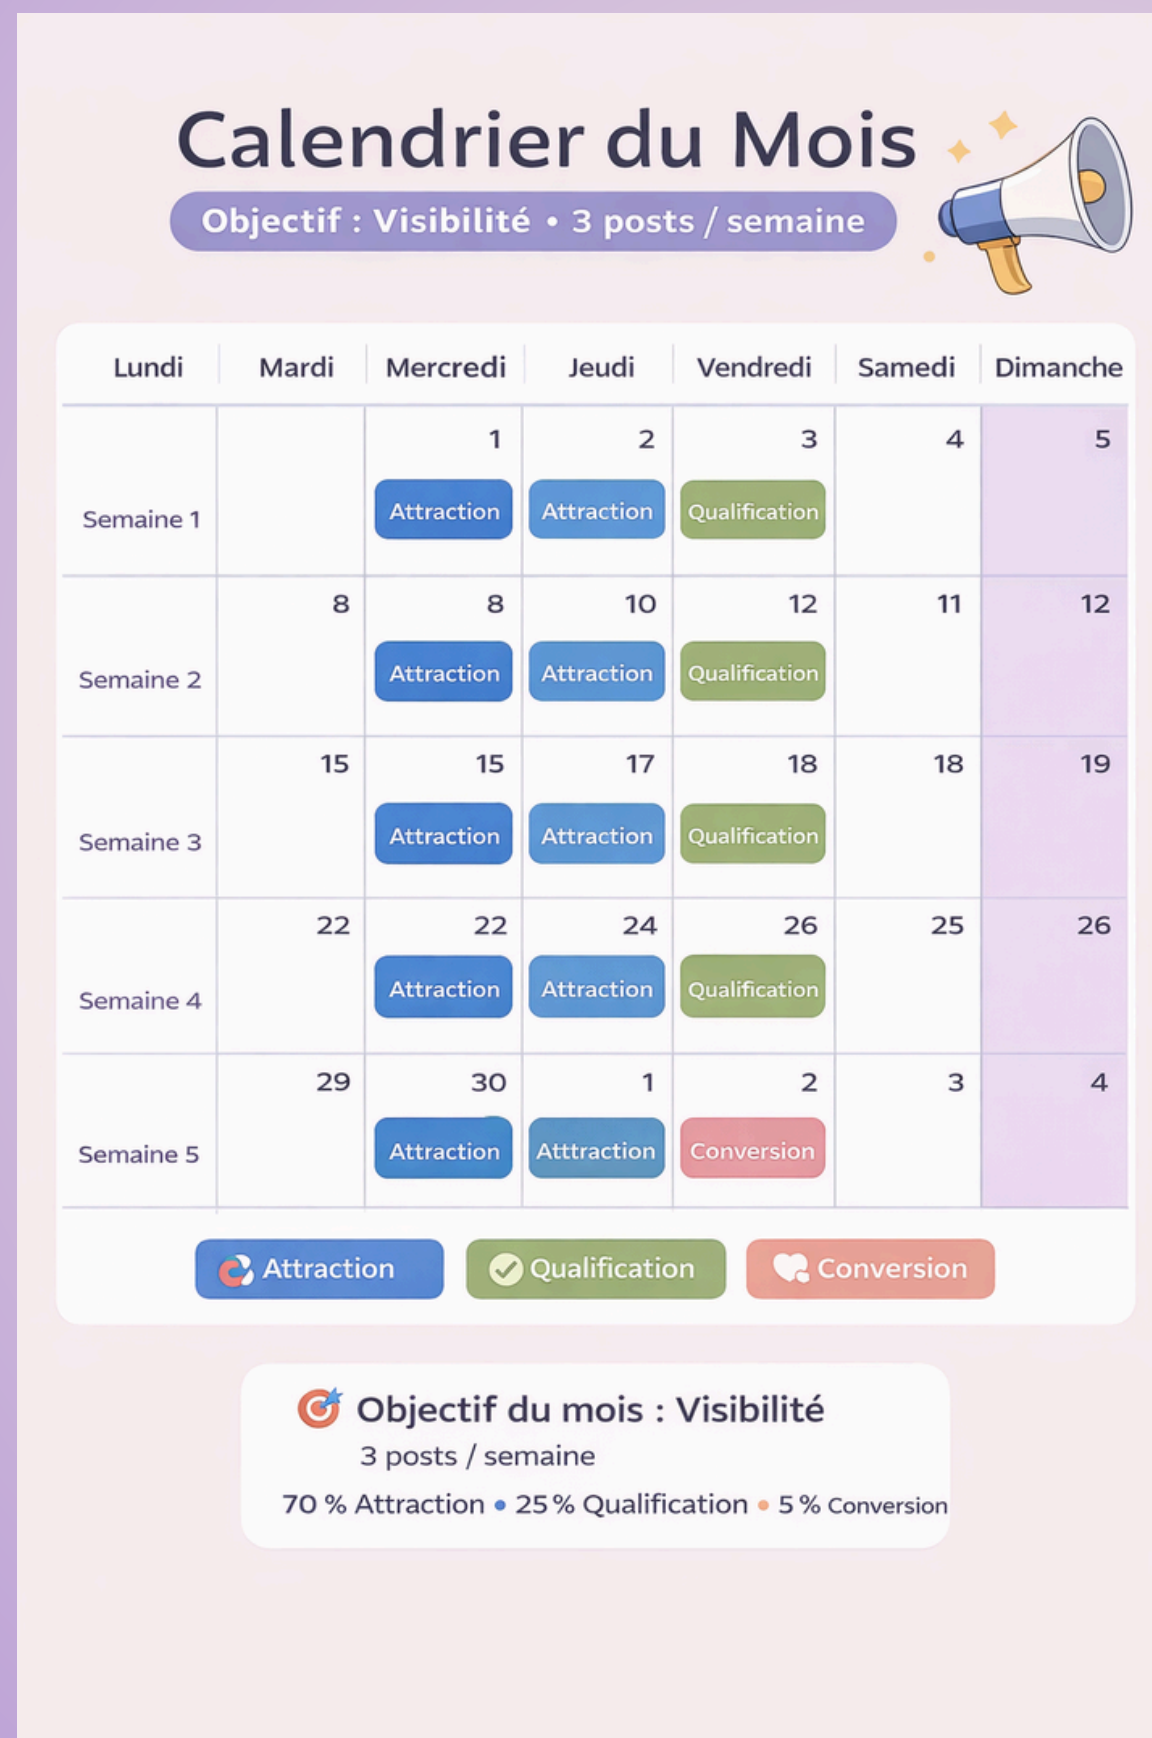 Calendrier du Mois
Objectif : Visibilité • 3 posts / semaine
Lundi Mardi Mercredi Jeudi Vendredi Samedi Dimanche
1 2 3 4 5
Semaine 1 Attraction Attraction Qualification
8 8 10 12 11 12
Semaine 2 Attraction Attraction Qualification
15 15 17 18 18 19
Semaine 3 Attraction Attraction Qualification
22 22 24 26 25 26
Semaine 4 Attraction Attraction Qualification
29 30 1 2 3 4
Semaine 5 Attraction Atttraction Conversion
Attraction Qualification Conversion
Objectif du mois : Visibilité
3 posts / semaine
70 % Attraction • 25 % Qualification • 5 % Conversion